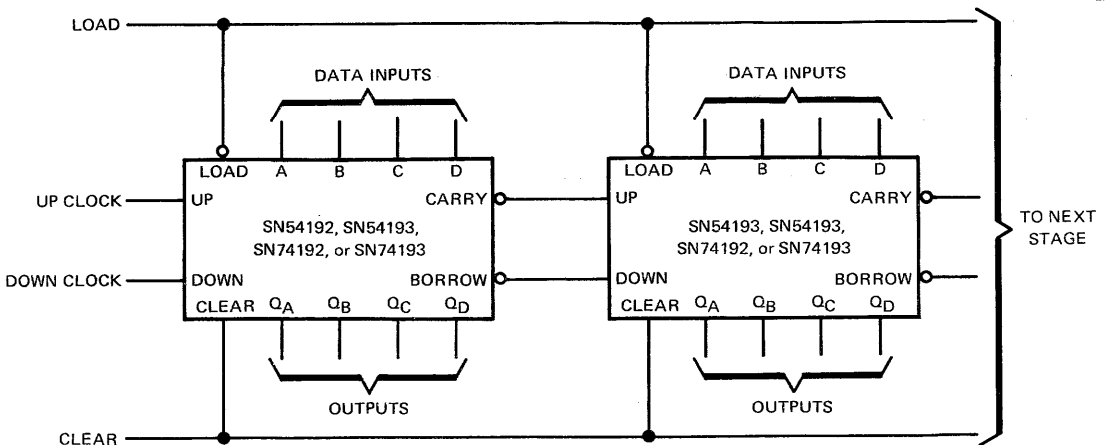 LOAD
DATA INPUTS
DATA INPUTS
LOAD A B C D
LOAD A B C D
UP CLOCK
UP
CARRY
UP
CARRY
SN54192, SN54193,
SN74192, or SN74193
SN54193, SN54193,
SN74192, or SN74193
TO NEXT
STAGE
DOWN CLOCK
DOWN
BORROW
DOWN
BORROW
CLEAR QA QB QC QD
CLEAR QA QB QC QD
OUTPUTS
OUTPUTS
CLEAR